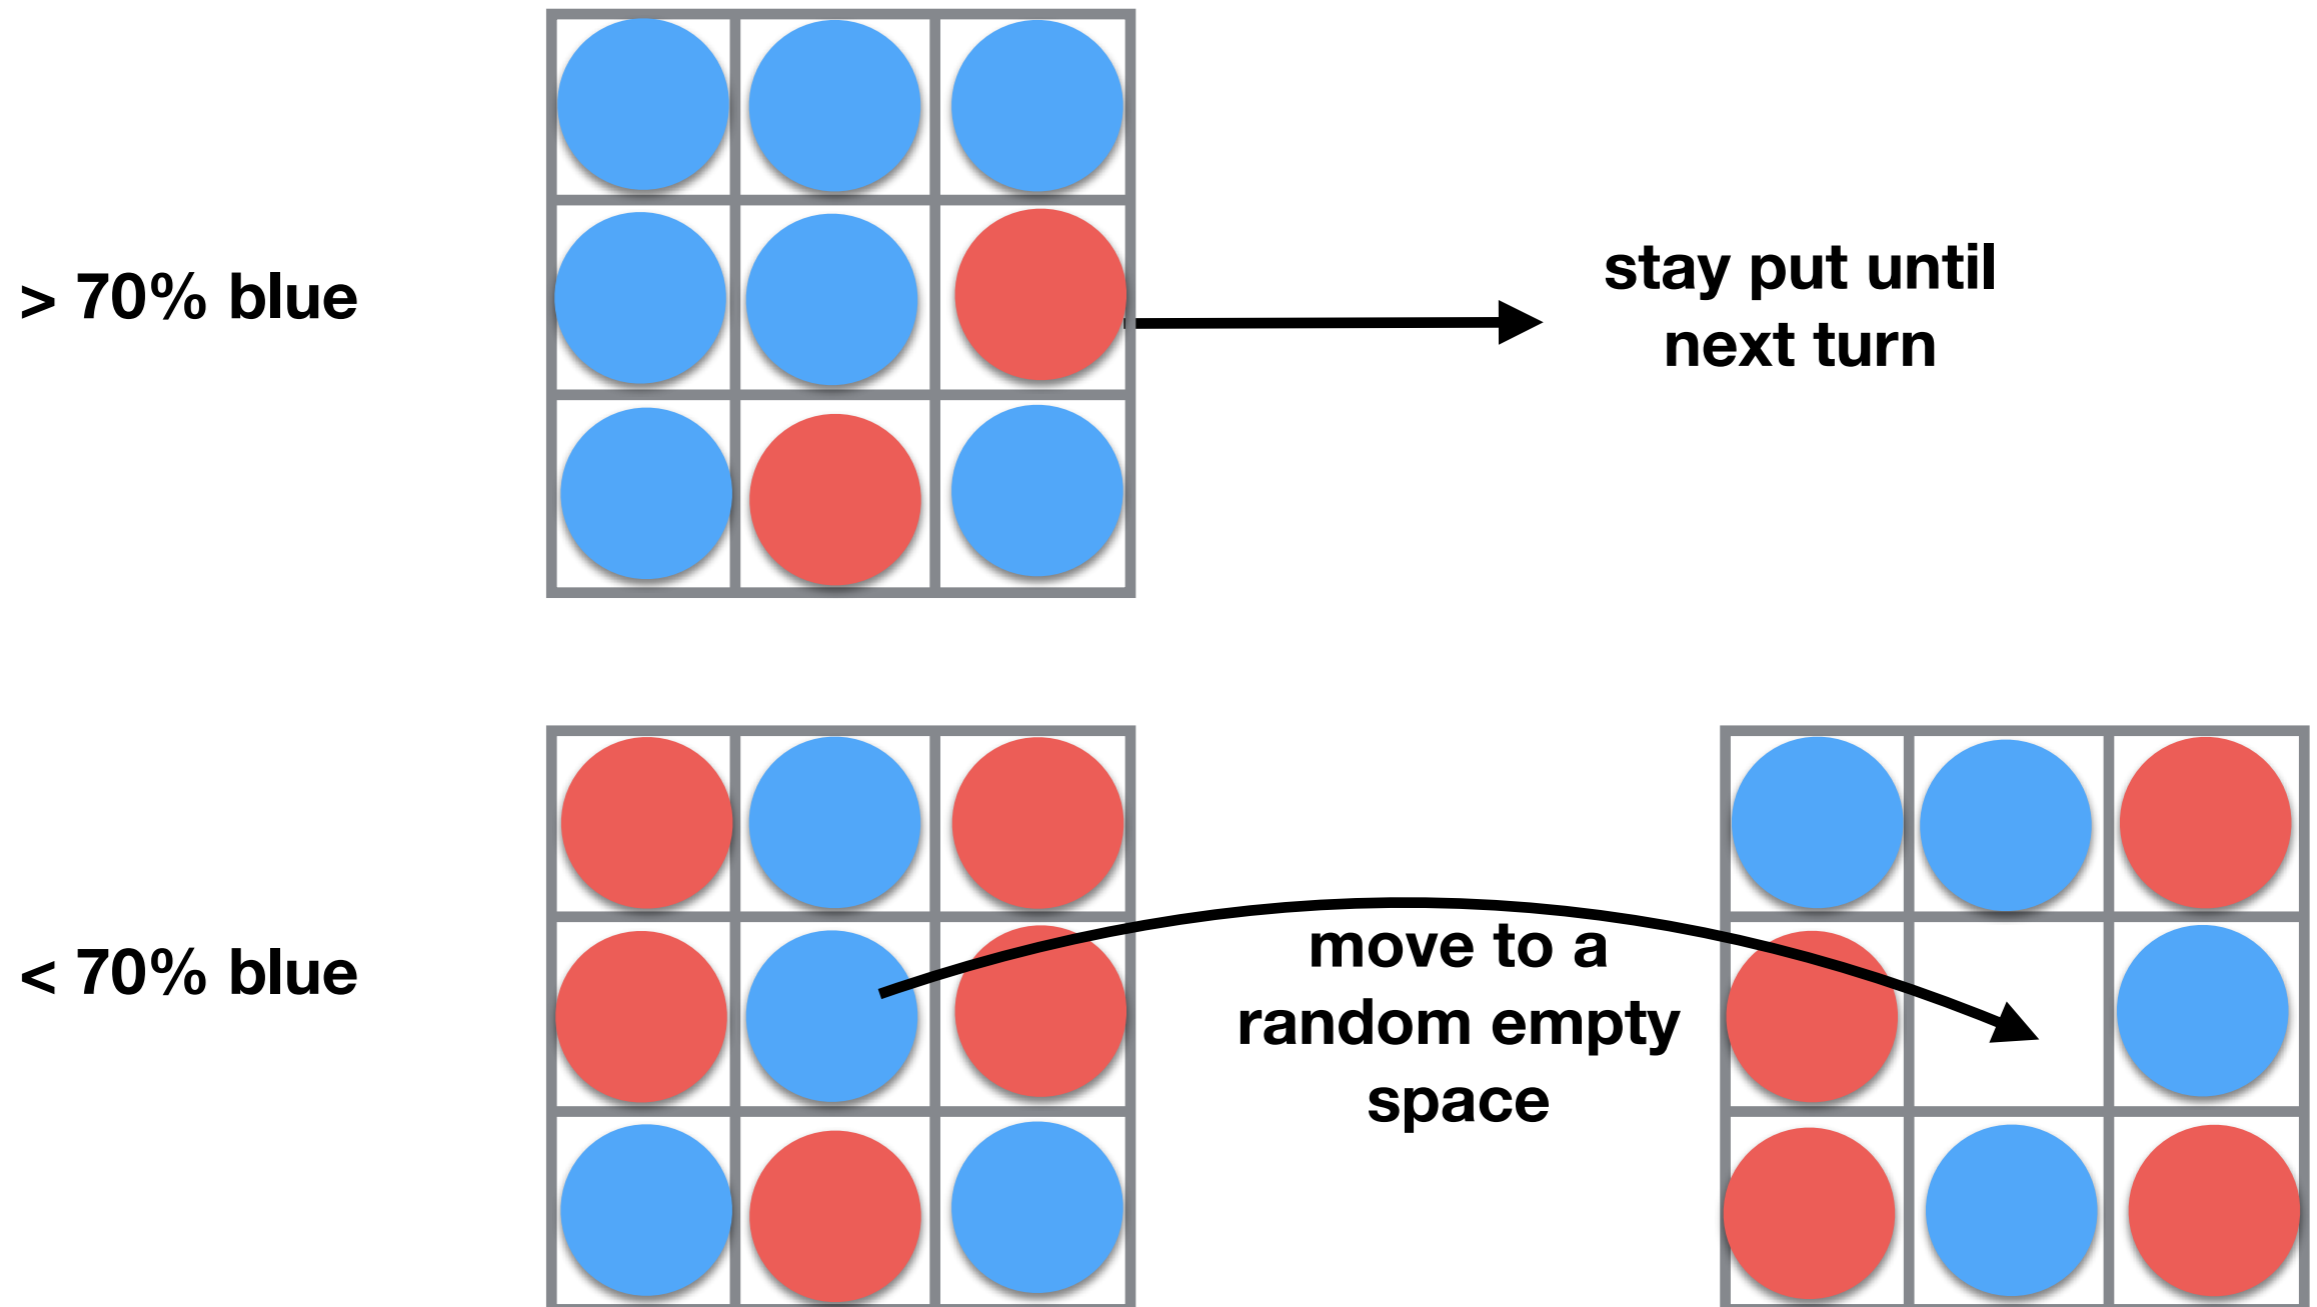 > 70% blue
stay put until
next turn
< 70% blue
move to a
random empty
space